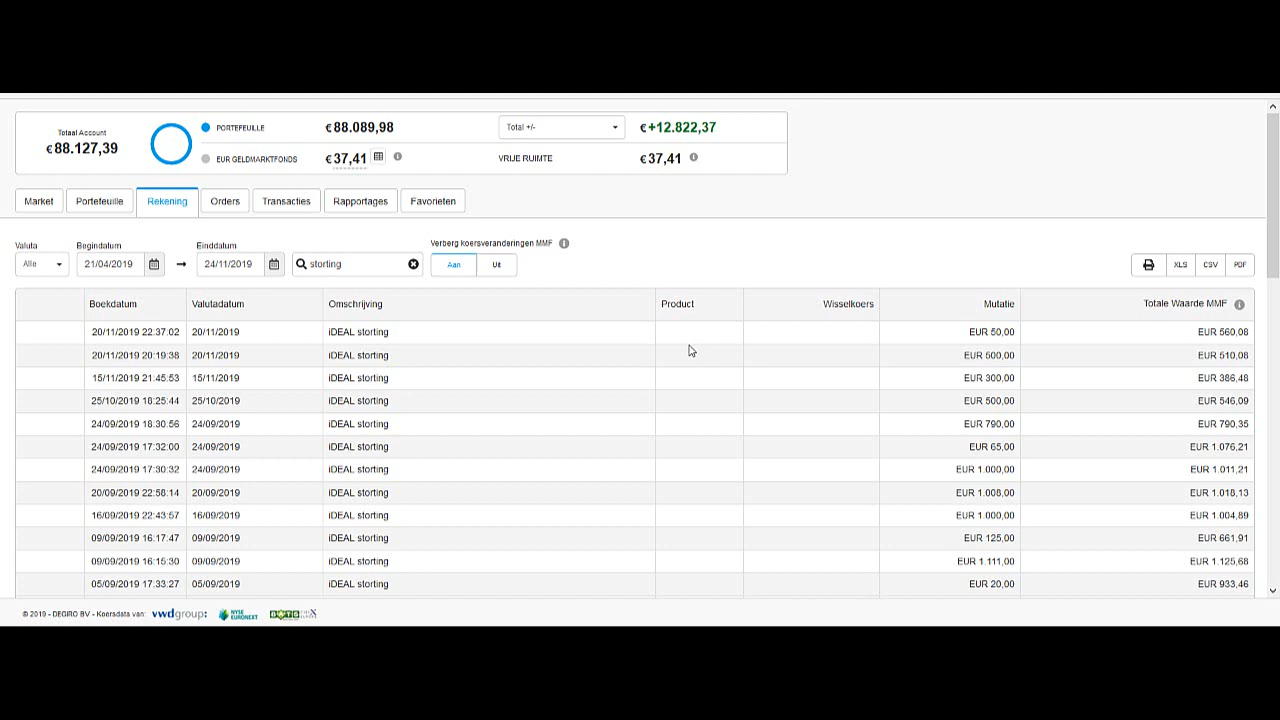 Totaal Account
€ 88.127,39
PORTEFEUILLE € 88.089,98 Total +/- € +12.822,37
EUR GELDMARKTFONDS € 37,41 VRIJE RUIMTE € 37,41
Market Portefeuille Rekening Orders Transacties Rapportages Favorieten
Valuta Begindatum Einddatum Verberg koersveranderingen MMF
Alle 21/04/2019 → 24/11/2019 storting Aan Uit XLS CSV PDF
Boekdatum Valutadatum Omschrijving Product Wisselkoers Mutatie Totale Waarde MMF
20/11/2019 22:37:02 20/11/2019 iDEAL storting EUR 50,00 EUR 560,08
20/11/2019 20:19:38 20/11/2019 iDEAL storting EUR 500,00 EUR 510,08
15/11/2019 21:45:53 15/11/2019 iDEAL storting EUR 300,00 EUR 386,48
25/10/2019 18:25:44 25/10/2019 iDEAL storting EUR 500,00 EUR 546,09
24/09/2019 18:30:56 24/09/2019 iDEAL storting EUR 790,00 EUR 790,35
24/09/2019 17:32:00 24/09/2019 iDEAL storting EUR 65,00 EUR 1.076,21
24/09/2019 17:30:32 24/09/2019 iDEAL storting EUR 1.000,00 EUR 1.011,21
20/09/2019 22:58:14 20/09/2019 iDEAL storting EUR 1.008,00 EUR 1.018,13
16/09/2019 22:43:57 16/09/2019 iDEAL storting EUR 1.000,00 EUR 1.004,89
09/09/2019 16:17:47 09/09/2019 iDEAL storting EUR 125,00 EUR 661,91
09/09/2019 16:15:30 09/09/2019 iDEAL storting EUR 1.111,00 EUR 1.125,68
05/09/2019 17:33:27 05/09/2019 iDEAL storting EUR 20,00 EUR 933,46
© 2019 - DEGIRO BV - Koersdata van: vwdgroup: NYSE EURONEXT